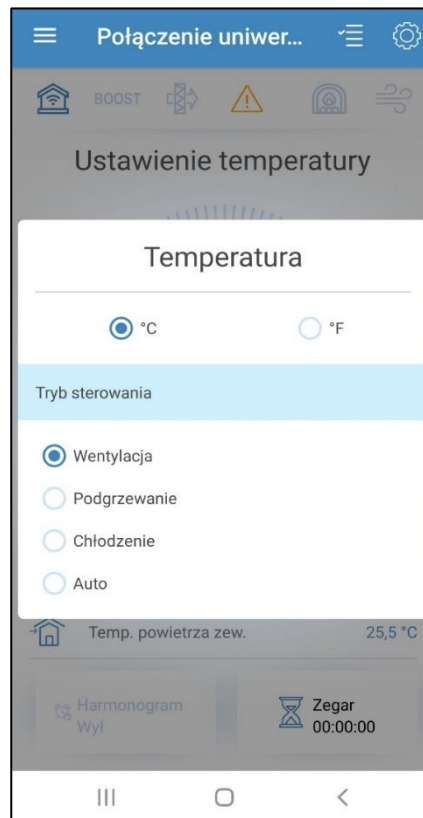 Połączenie uniwer...
BOOST
Ustawienie temperatury
Temperatura
°C °F
Tryb sterowania
Wentylacja
Podgrzewanie
Chłodzenie
Auto
Temp. powietrza zew. 25,5 °C
Harmonogram Zegar
Wył 00:00:00